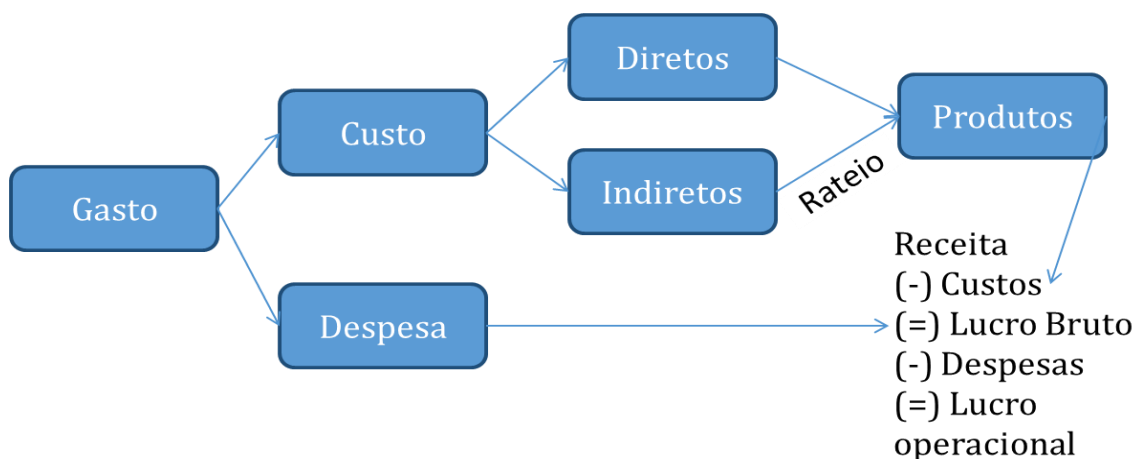 Diretos
Produtos
Custo
Indiretos
Rateio
Gasto
Receita
(-) Custos
(=) Lucro Bruto
Despesa
(-) Despesas
(=) Lucro
operacional